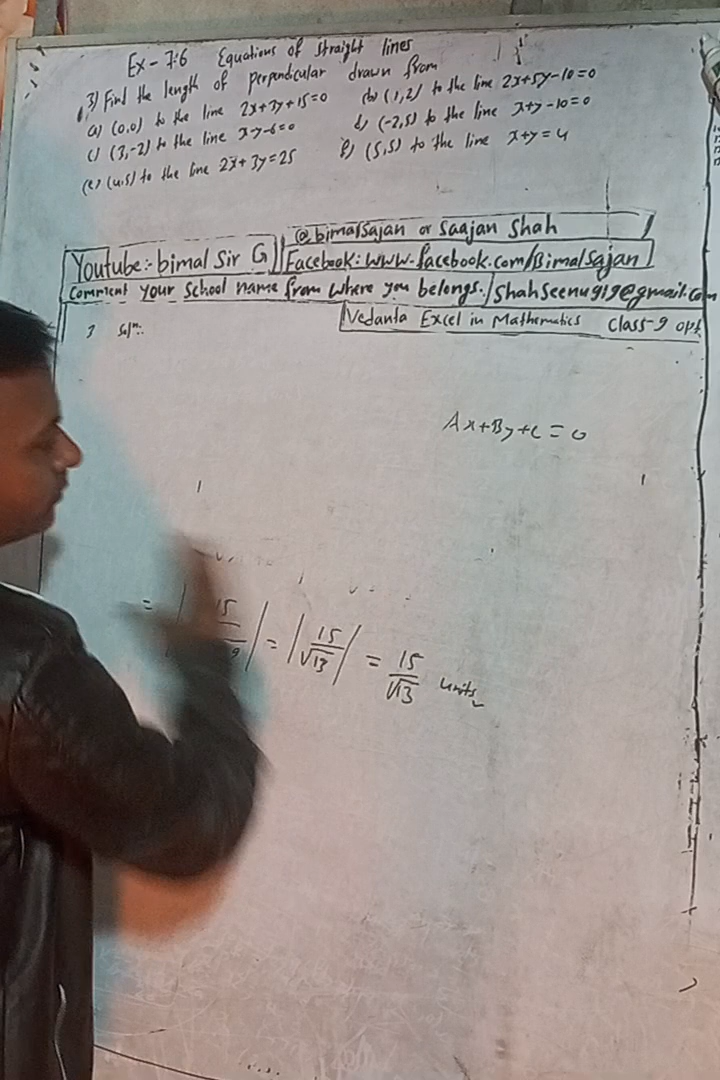 Ex - 7.6 Equations of straight lines
3) Find the length of perpendicular drawn from
a) (0,0) to the line 2x+3y+15=0 (b) (1,2) to the line 2x+5y-10=0
c) (3,-2) to the line x-y-6=0 d) (-2,5) to the line x+y-10=0
(e) (4,5) to the line 2x+3y=25 f) (5,5) to the line x+y=4
@bimalsajan or Saajan Shah
Youtube:- bimal Sir G Facebook: www.facebook.com/Bimalsajan
Comment your School name from where you belongs. / Shahseenu919@gmail.com
Vedanta Excel in Mathematics Class-9 opt
3 Solⁿ:
Ax+By+C=0
= | 15 9 | = |15/√13| = 15/√13 units